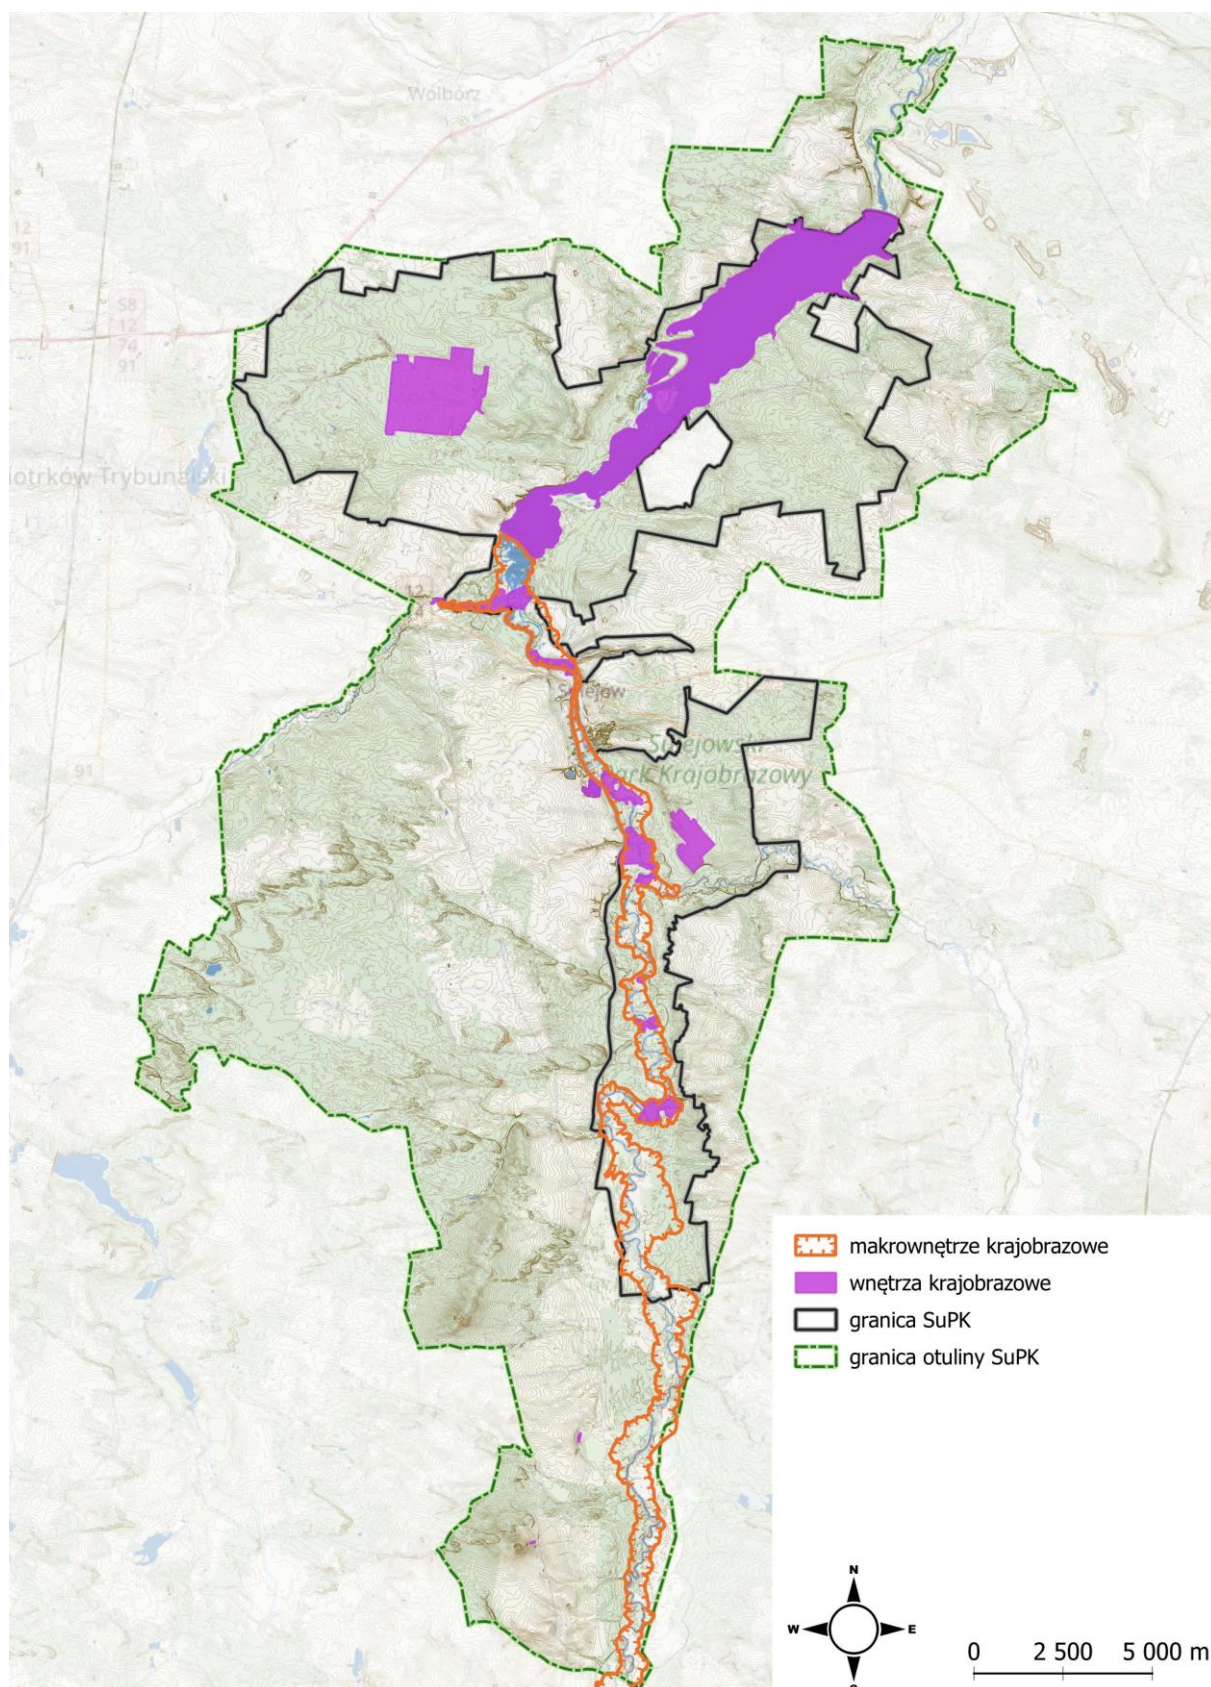 Wolbórz
12
91
S8
12
74
91
iotrków Trybunalski
12
Sulejów
Sulejowski
Park Krajobrazowy
91
makrownętrze krajobrazowe
wnętrza krajobrazowe
granica SuPK
granica otuliny SuPK
N
W E
S
0 2 500 5 000 m